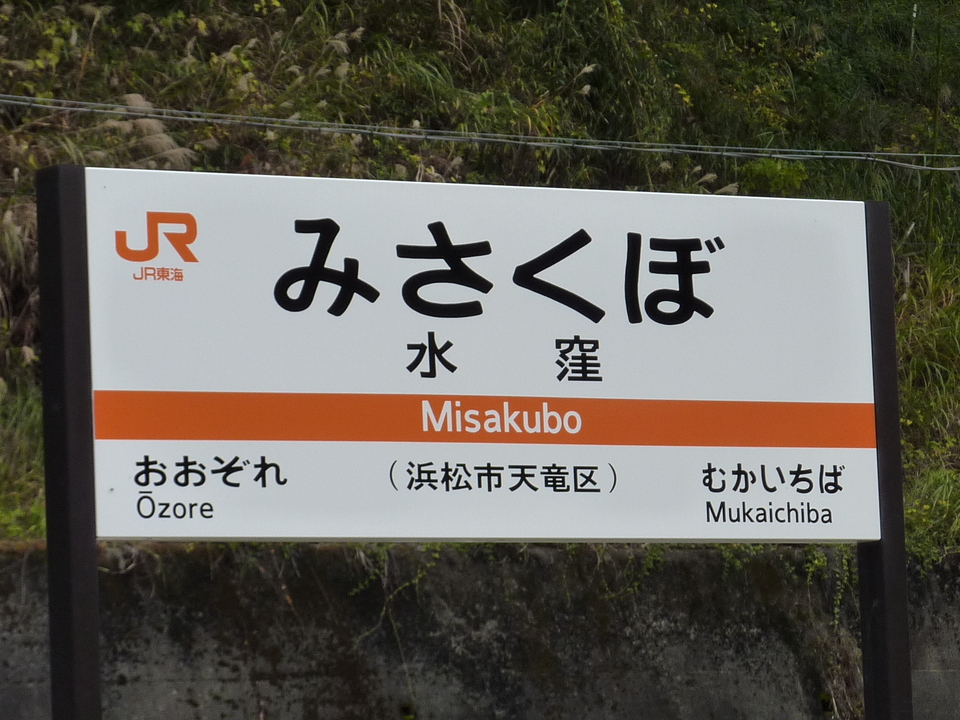 JR
JR東海
みさくぼ
水窪
Misakubo
おおぞれ
Ōzore
（浜松市天竜区）
むかいちば
Mukaichiba